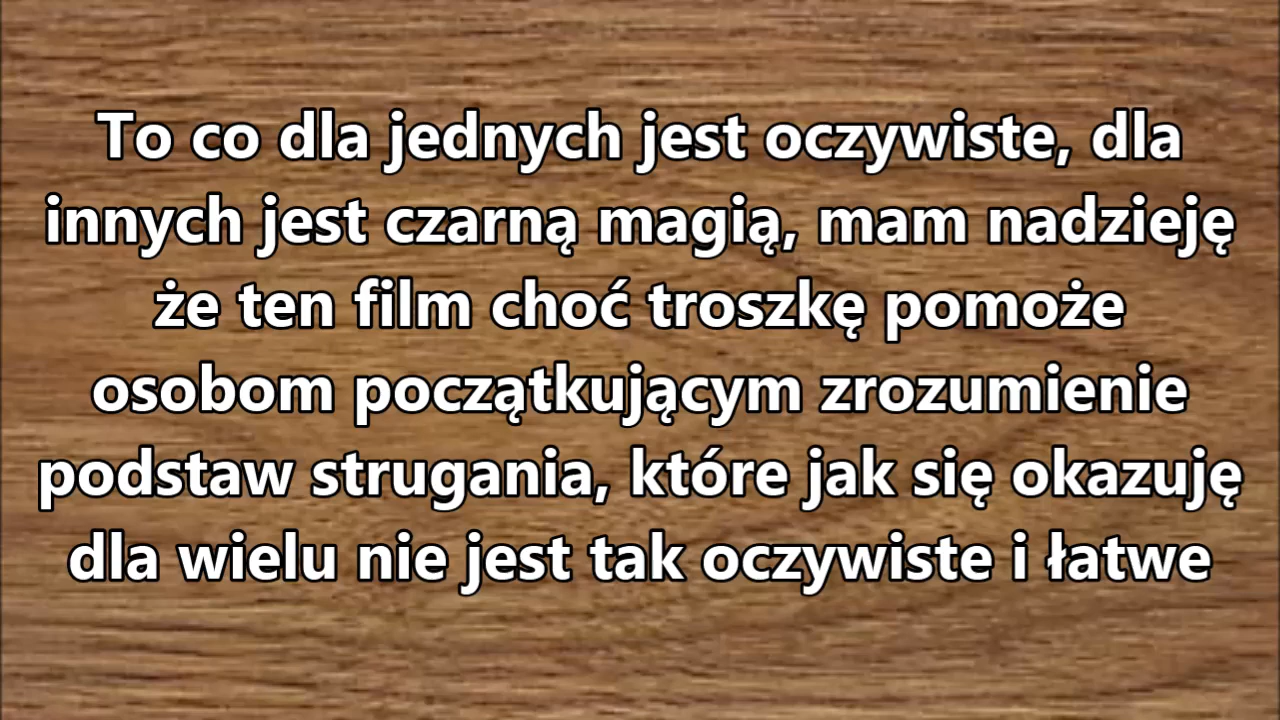 To co dla jednych jest oczywiste, dla
innych jest czarną magią, mam nadzieję
że ten film choć troszkę pomoże
osobom początkującym zrozumienie
podstaw strugania, które jak się okazuję
dla wielu nie jest tak oczywiste i łatwe